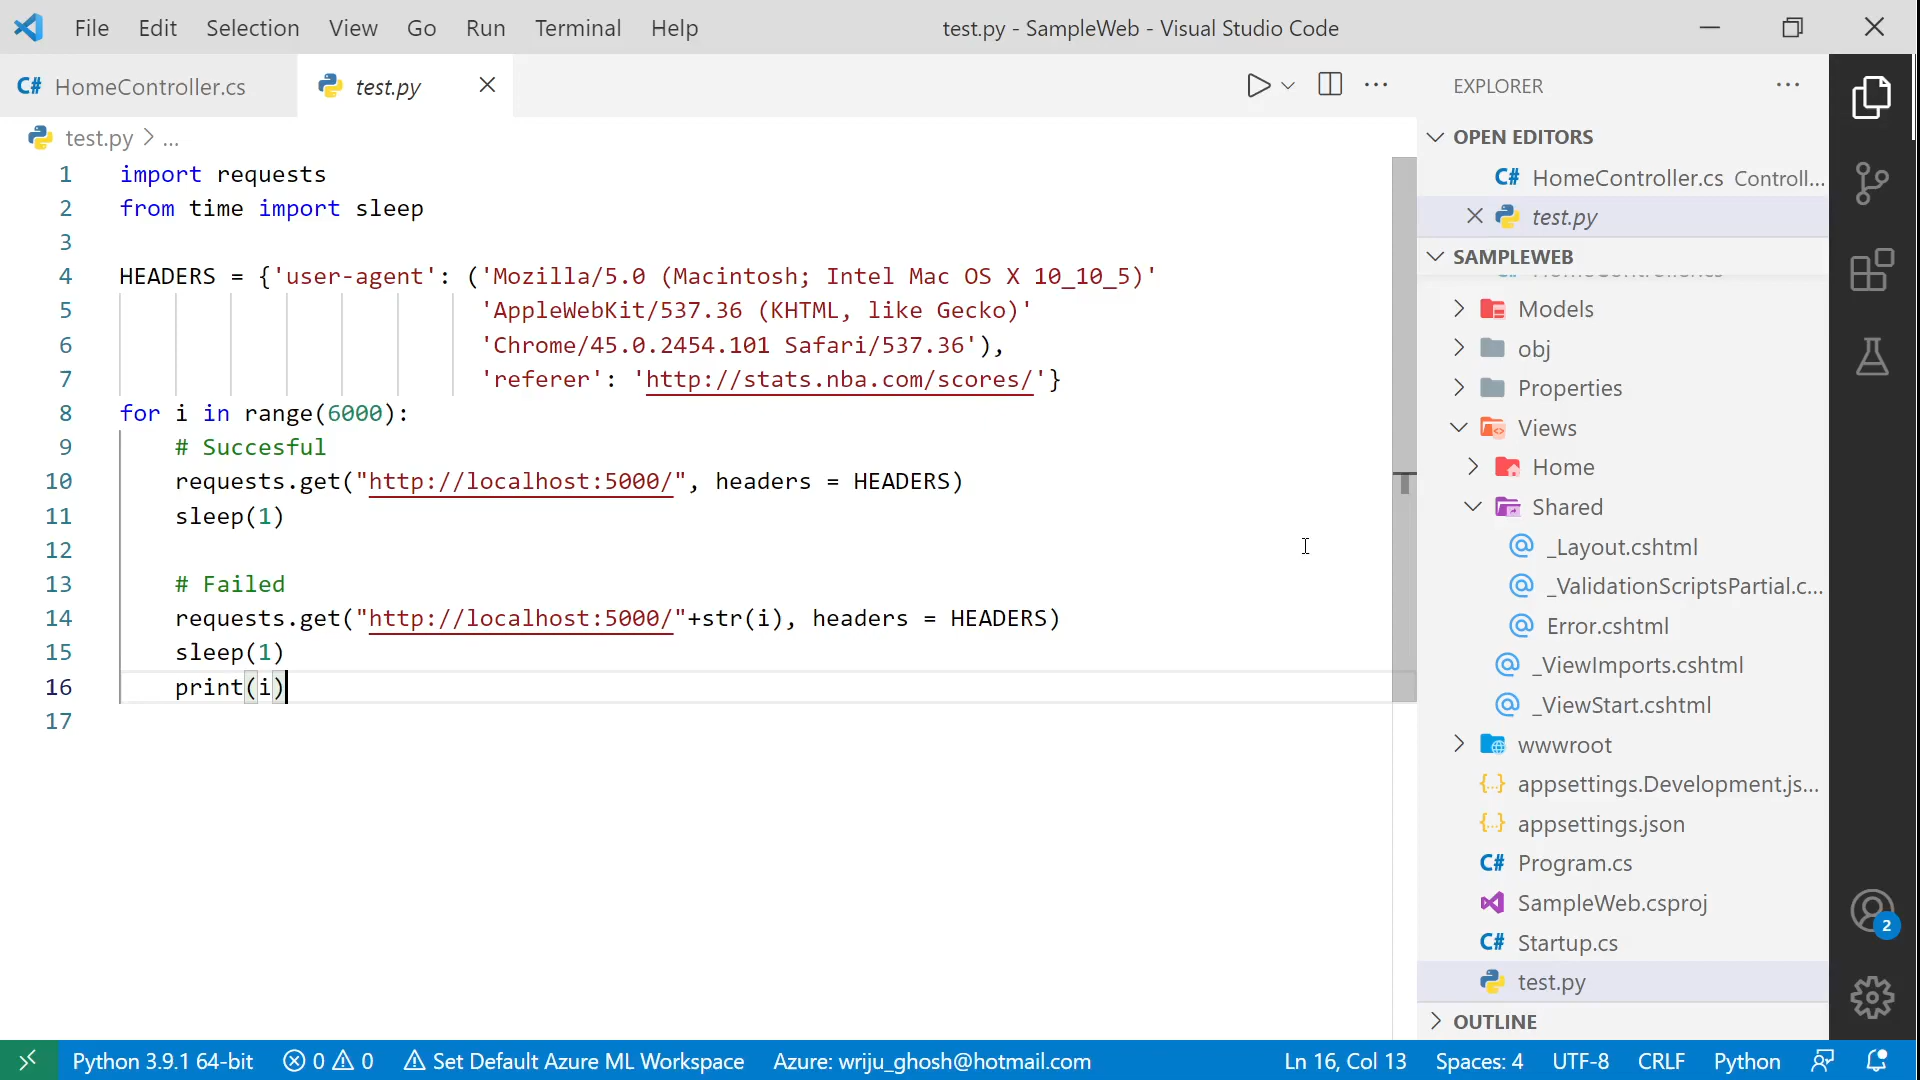 File Edit Selection View Go Run Terminal Help
test.py - SampleWeb - Visual Studio Code
C# HomeController.cs
test.py
test.py > ...
1 import requests
2 from time import sleep
3
4 HEADERS = {'user-agent': ('Mozilla/5.0 (Macintosh; Intel Mac OS X 10_10_5)'
5 'AppleWebKit/537.36 (KHTML, like Gecko)'
6 'Chrome/45.0.2454.101 Safari/537.36'),
7 'referer': 'http://stats.nba.com/scores/'}
8 for i in range(6000):
9 # Succesful
10 requests.get("http://localhost:5000/", headers = HEADERS)
11 sleep(1)
12
13 # Failed
14 requests.get("http://localhost:5000/"+str(i), headers = HEADERS)
15 sleep(1)
16 print(i)
17
EXPLORER
OPEN EDITORS
C# HomeController.cs Controll...
test.py
SAMPLEWEB
HomeController.cs
Models
obj
Properties
Views
Home
Shared
@ _Layout.cshtml
@ _ValidationScriptsPartial.c...
@ Error.cshtml
@ _ViewImports.cshtml
@ _ViewStart.cshtml
wwwroot
{..} appsettings.Development.js...
{..} appsettings.json
C# Program.cs
SampleWeb.csproj
C# Startup.cs
test.py
OUTLINE
2
Python 3.9.1 64-bit 0 0 Set Default Azure ML Workspace Azure: wriju_ghosh@hotmail.com
Ln 16, Col 13 Spaces: 4 UTF-8 CRLF Python